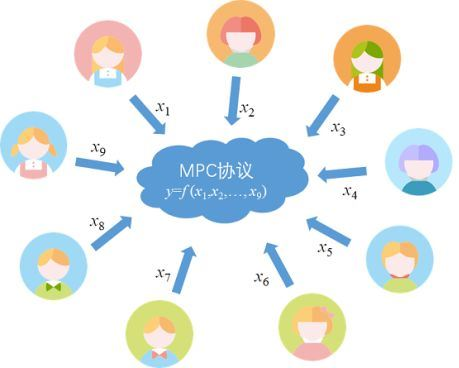 x1
x2
x3
x9
MPC协议
y=f (x1,x2,…,x9)
x4
x8
x5
x7
x6